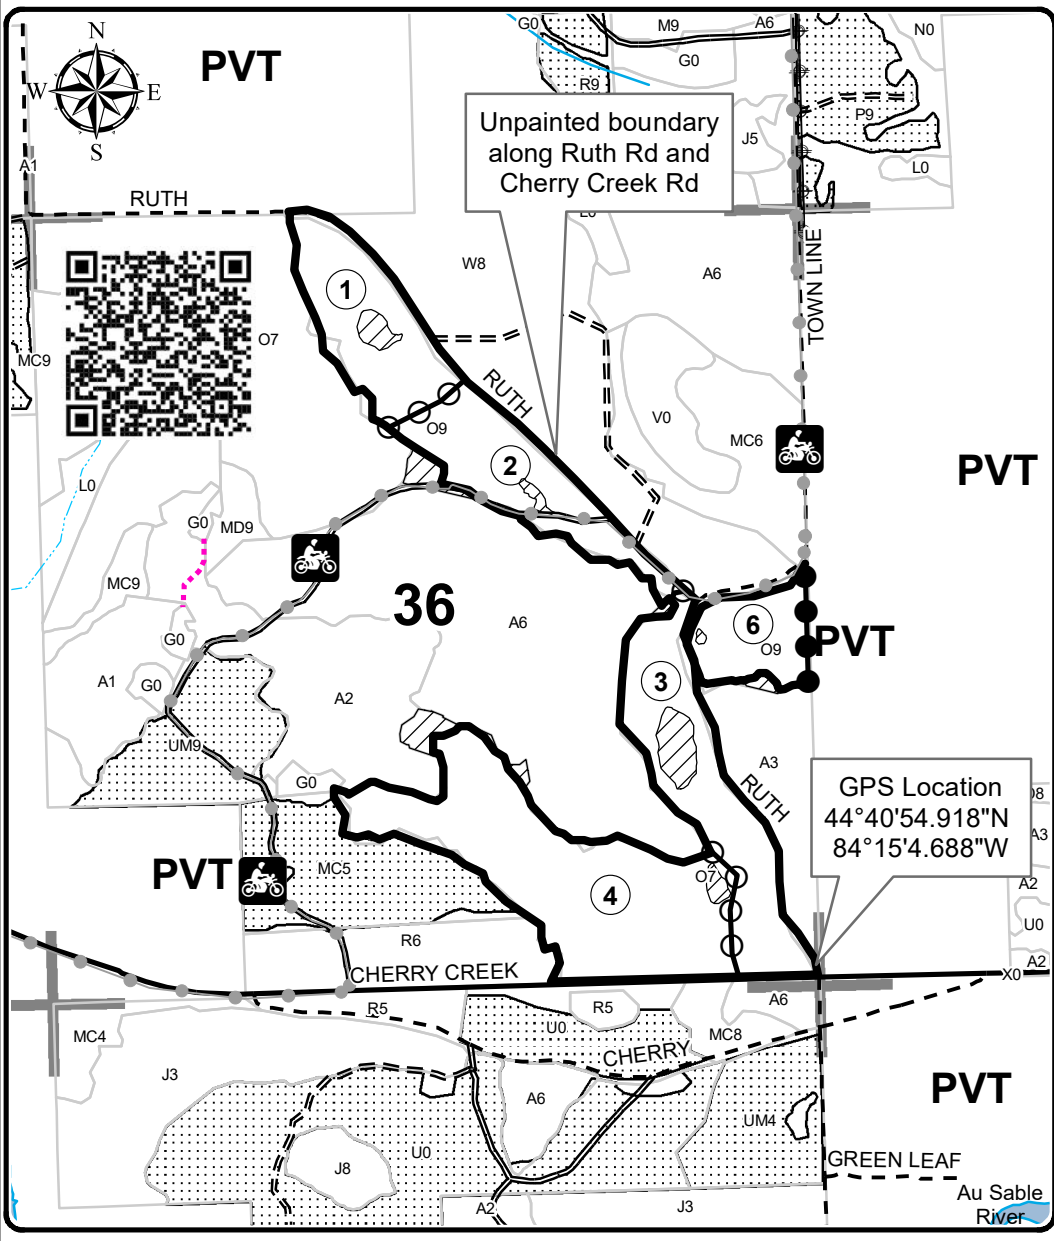 N
W E
S
PVT
G0
M9
A6
N0
G0
R9
P9
J5
L0
A1
RUTH
Unpainted boundary
along Ruth Rd and
Cherry Creek Rd
TOWN LINE
W8
A6
1
O7
MC9
RUTH
V0
MC6
O9
2
PVT
L0
G0
MD9
MC9
36
A6
6
PVT
O9
G0
A1
G0
3
A2
UM9
G0
A3
RUTH
GPS Location
44°40'54.918"N
84°15'4.688"W
D8
A3
A2
U0
A2
PVT
MC5
O7
4
R6
CHERRY CREEK
X0
R5
R5
A6
U0
MC8
MC4
CHERRY
J3
A6
PVT
UM4
U0
J8
GREEN LEAF
A2
J3
Au Sable
River